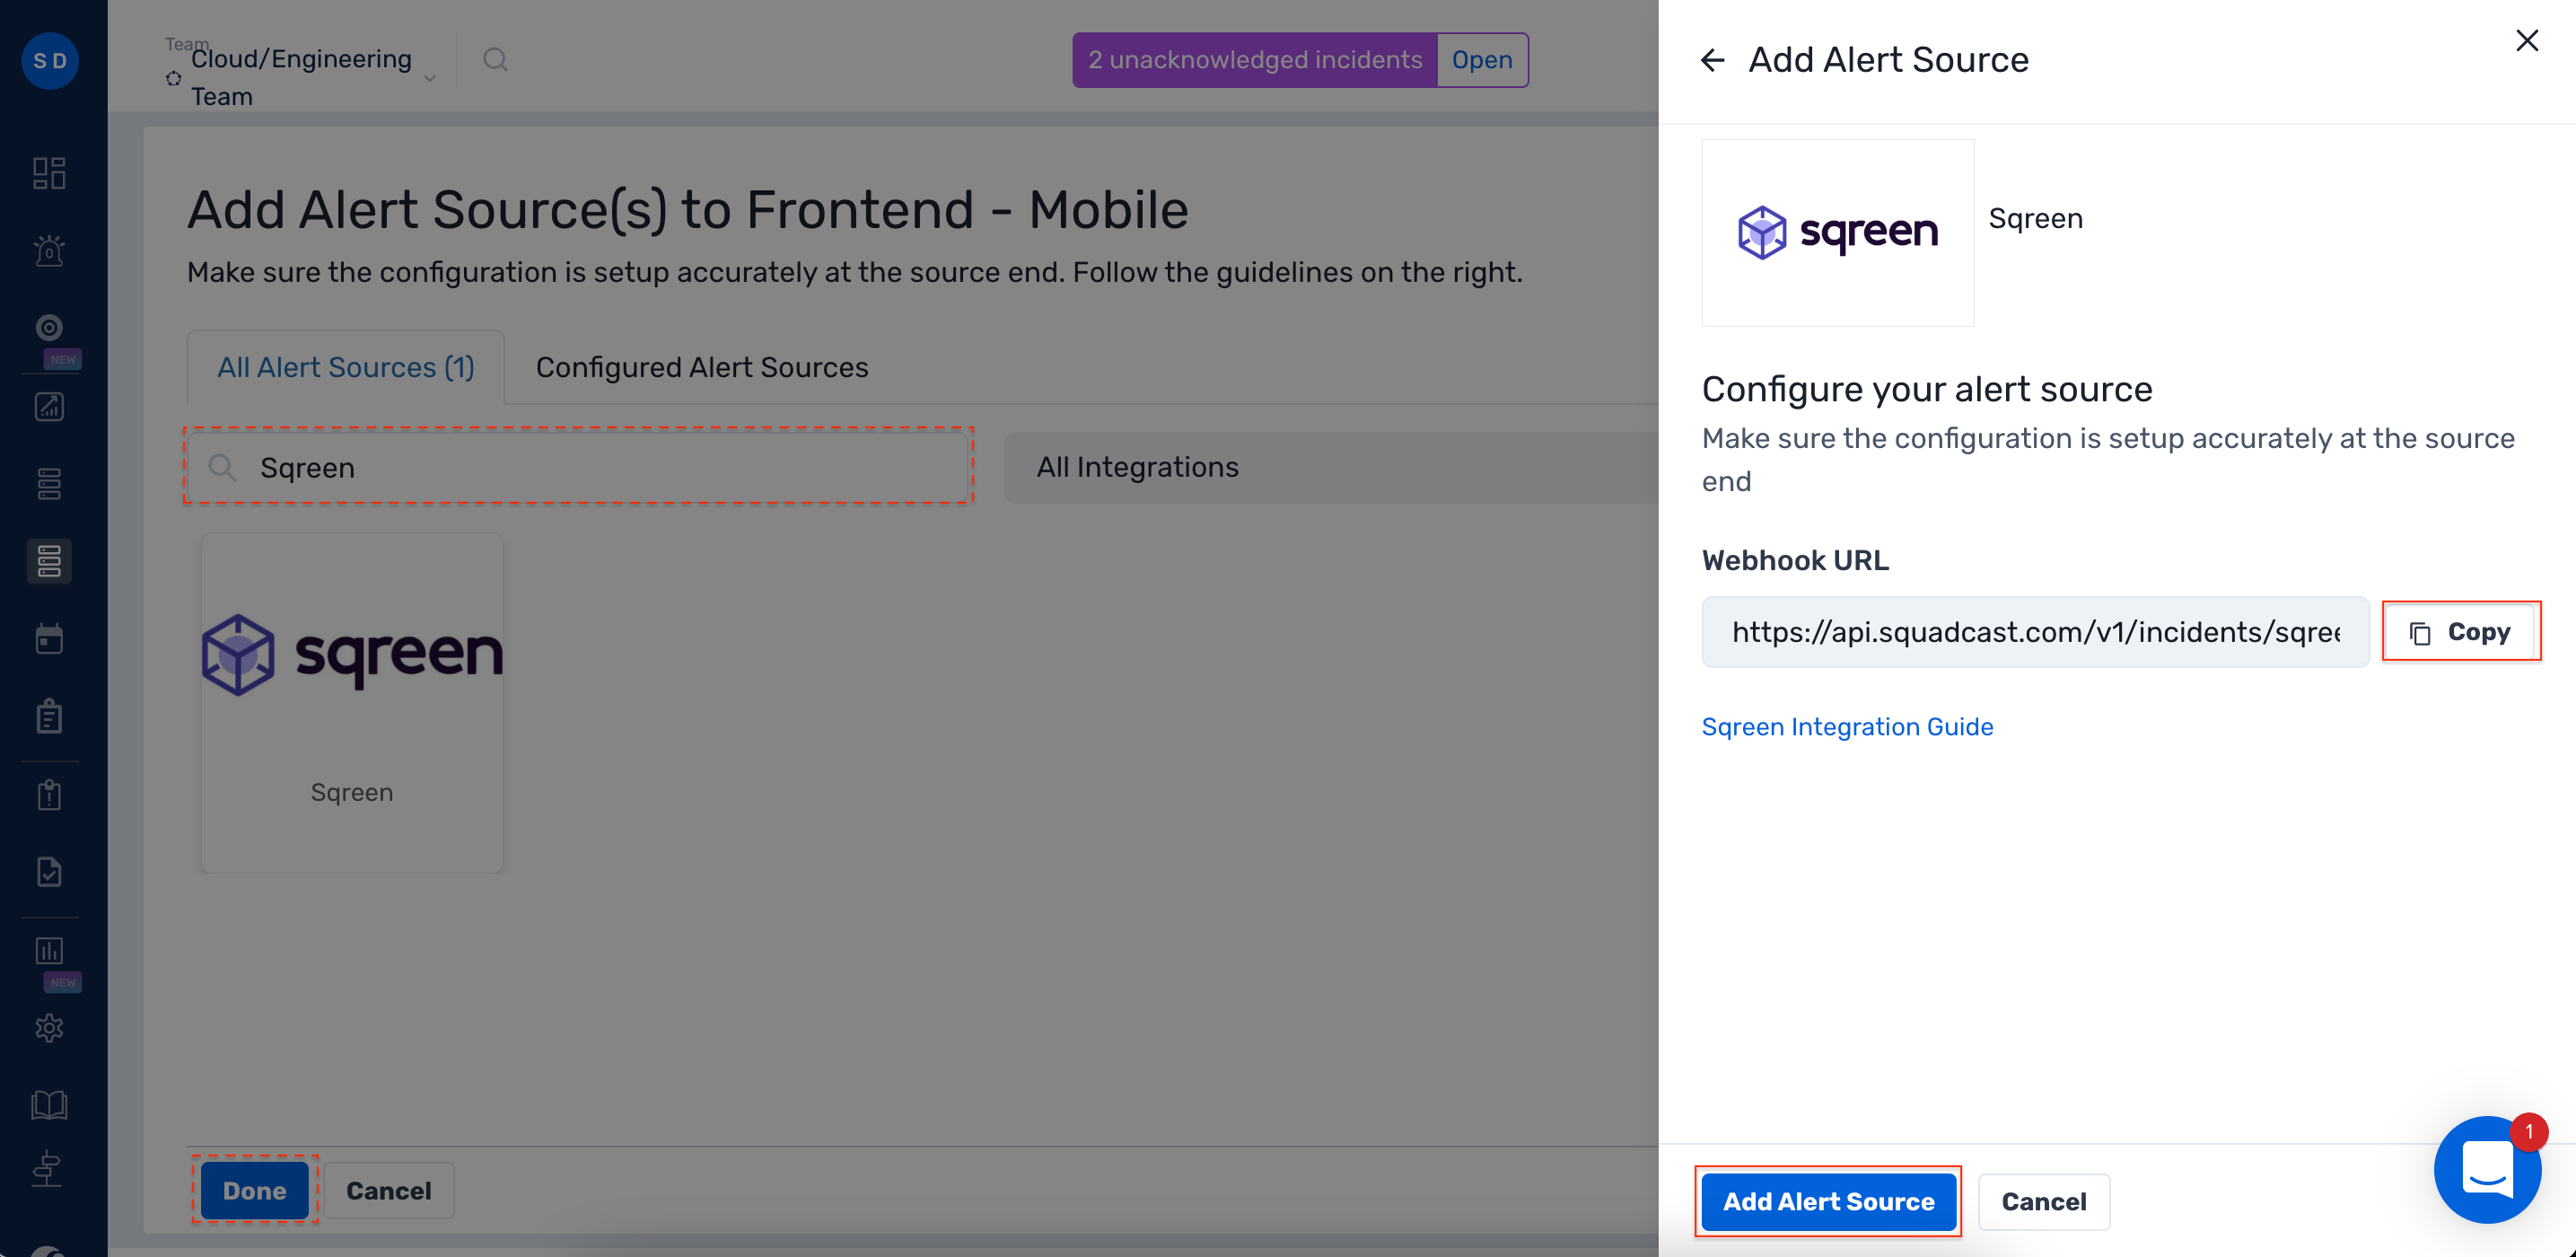 S D
Team
Cloud/Engineering
Team
2 unacknowledged incidents
Open
Add Alert Source
Add Alert Source(s) to Frontend - Mobile
Make sure the configuration is setup accurately at the source end. Follow the guidelines on the right.
All Alert Sources (1)
Configured Alert Sources
Sqreen
All Integrations
sqreen
Sqreen
Done
Cancel
NEW
NEW
0
sqreen
Sqreen
Configure your alert source
Make sure the configuration is setup accurately at the source
end
Webhook URL
https://api.squadcast.com/v1/incidents/sqree
Copy
Sqreen Integration Guide
Add Alert Source
Cancel
1